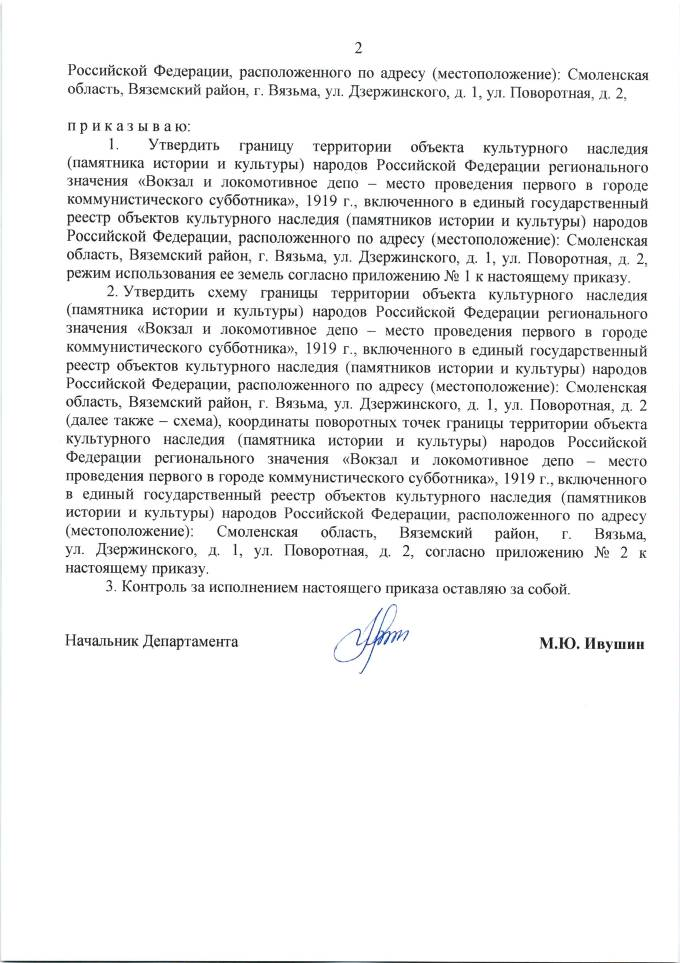 2
Российской Федерации, расположенного по адресу (местоположение): Смоленская
область, Вяземский район, г. Вязьма, ул. Дзержинского, д. 1, ул. Поворотная, д. 2,
п р и к а з ы в а ю:
1. Утвердить границу территории объекта культурного наследия
(памятника истории и культуры) народов Российской Федерации регионального
значения «Вокзал и локомотивное депо – место проведения первого в городе
коммунистического субботника», 1919 г., включенного в единый государственный
реестр объектов культурного наследия (памятников истории и культуры) народов
Российской Федерации, расположенного по адресу (местоположение): Смоленская
область, Вяземский район, г. Вязьма, ул. Дзержинского, д. 1, ул. Поворотная, д. 2,
режим использования ее земель согласно приложению № 1 к настоящему приказу.
2. Утвердить схему границы территории объекта культурного наследия
(памятника истории и культуры) народов Российской Федерации регионального
значения «Вокзал и локомотивное депо – место проведения первого в городе
коммунистического субботника», 1919 г., включенного в единый государственный
реестр объектов культурного наследия (памятников истории и культуры) народов
Российской Федерации, расположенного по адресу (местоположение): Смоленская
область, Вяземский район, г. Вязьма, ул. Дзержинского, д. 1, ул. Поворотная, д. 2
(далее также – схема), координаты поворотных точек границы территории объекта
культурного наследия (памятника истории и культуры) народов Российской
Федерации регионального значения «Вокзал и локомотивное депо – место
проведения первого в городе коммунистического субботника», 1919 г., включенного
в единый государственный реестр объектов культурного наследия (памятников
истории и культуры) народов Российской Федерации, расположенного по адресу
(местоположение): Смоленская область, Вяземский район, г. Вязьма,
ул. Дзержинского, д. 1, ул. Поворотная, д. 2, согласно приложению № 2 к
настоящему приказу.
3. Контроль за исполнением настоящего приказа оставляю за собой.
Начальник Департамента М.Ю. Ивушин